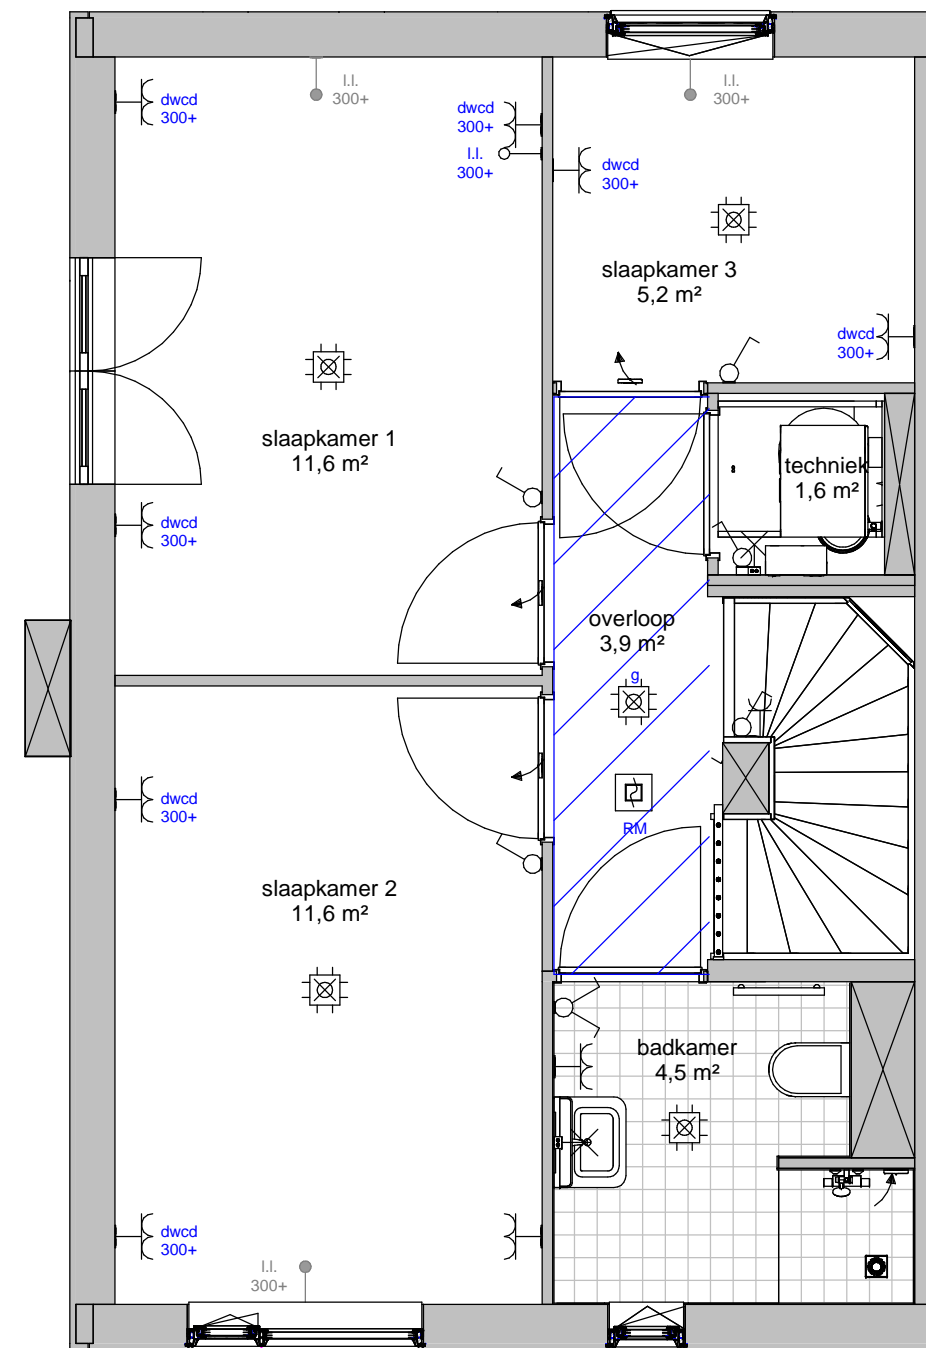 l.l.
300+
dwcd
300+
dwcd
300+
l.l.
300+
l.l.
300+
dwcd
300+
slaapkamer 3
5,2 m²
dwcd
300+
slaapkamer 1
11,6 m²
techniek
1,6 m²
dwcd
300+
overloop
3,9 m²
g
dwcd
300+
RM
slaapkamer 2
11,6 m²
badkamer
4,5 m²
dwcd
300+
l.l.
300+